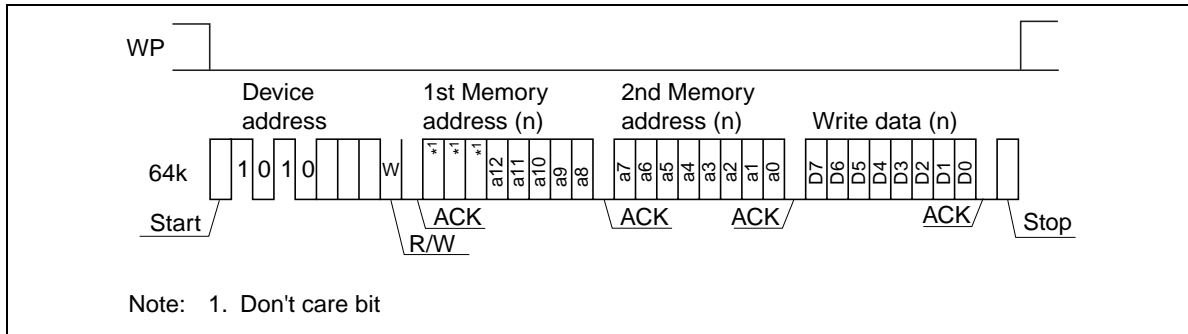 WP
Device 1st Memory 2nd Memory
address address (n) address (n) Write data (n)
64k 1 0 1 0 W *1 *1 *1 a12 a11 a10 a9 a8 a7 a6 a5 a4 a3 a2 a1 a0 D7 D6 D5 D4 D3 D2 D1 D0
Start ACK ACK ACK ACK Stop
R/W
Note: 1. Don't care bit